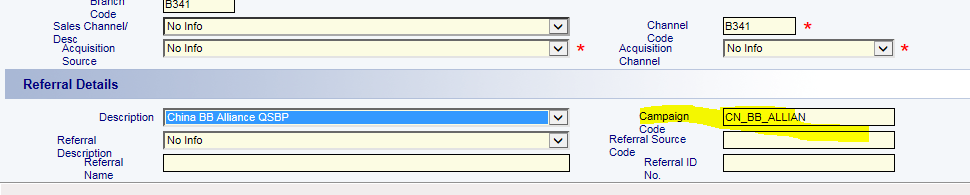 Branch
Code B341
Sales Channel/
Desc No Info Channel
Code B341 *
Acquisition
Source No Info * Acquisition
Channel No Info *
Referral Details
Description China BB Alliance QSBP Campaign
Code CN_BB_ALLIAN
Referral
Description No Info Referral Source
Code
Referral
Name Referral ID
No.